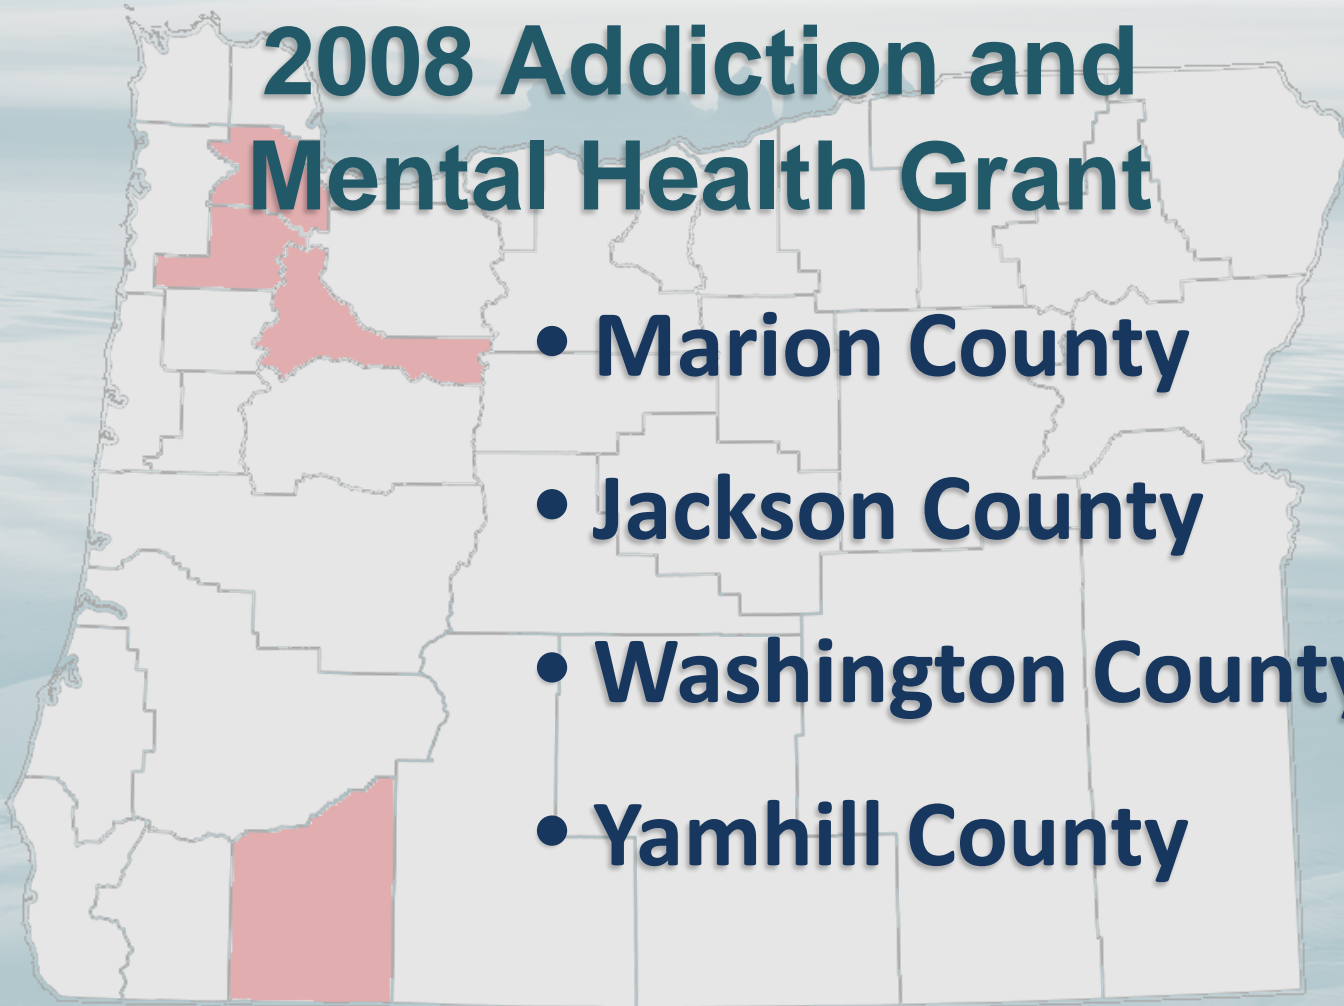 2008 Addiction and
Mental Health Grant
• Marion County
• Jackson County
• Washington County
• Yamhill County